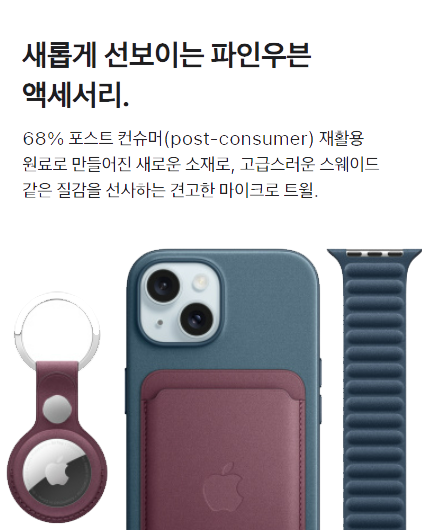 새롭게 선보이는 파인우븐
액세서리.
68% 포스트 컨슈머(post-consumer) 재활용
원료로 만들어진 새로운 소재로, 고급스러운 스웨이드
같은 질감을 선사하는 견고한 마이크로 트윌.